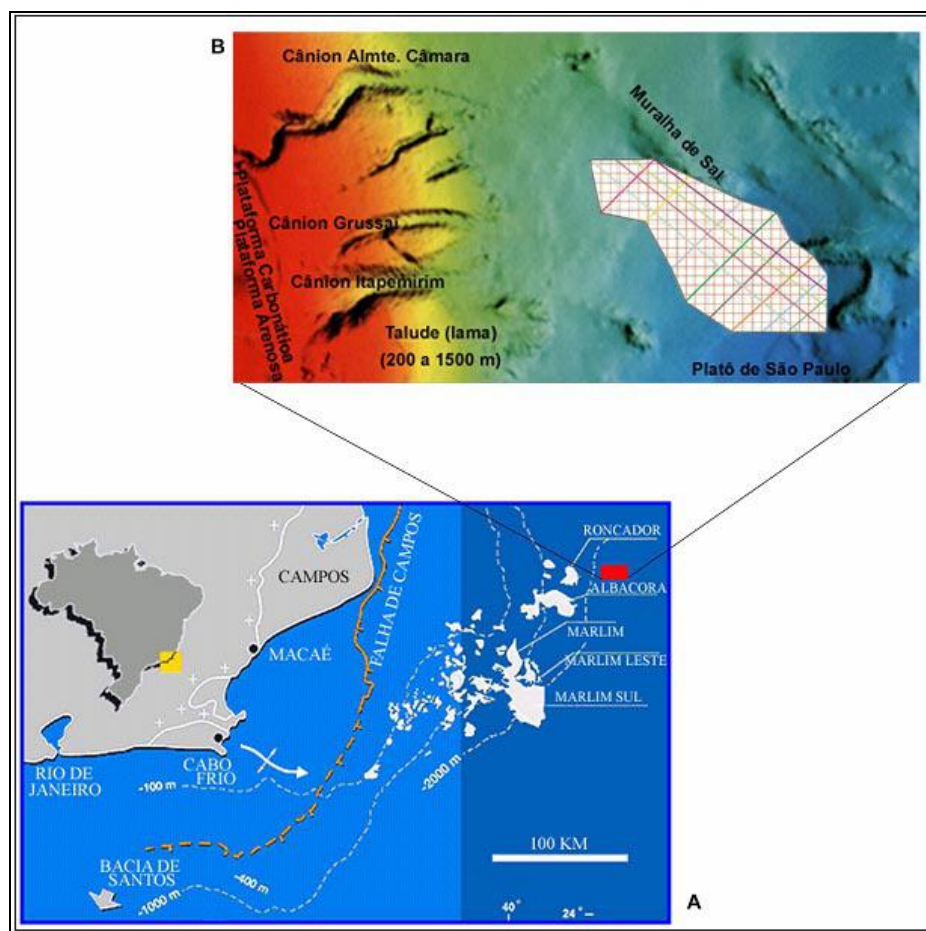 B
Cânion Almte. Câmara
Muralha de Sal
Plataforma Carbonática
Plataforma Arenosa
Cânion Grussaí
Cânion Itapemirim
Talude (lama)
(200 a 1500 m)
Platô de São Paulo
RONCADOR
CAMPOS
FALHA DE CAMPOS
ALBACORA
MARLIM
MACAÉ
MARLIM LESTE
MARLIM SUL
CABO
FRIO
RIO DE
JANEIRO
-100 m
-2000 m
100 KM
BACIA DE
SANTOS
-400 m
-1000 m
40°
24°
A